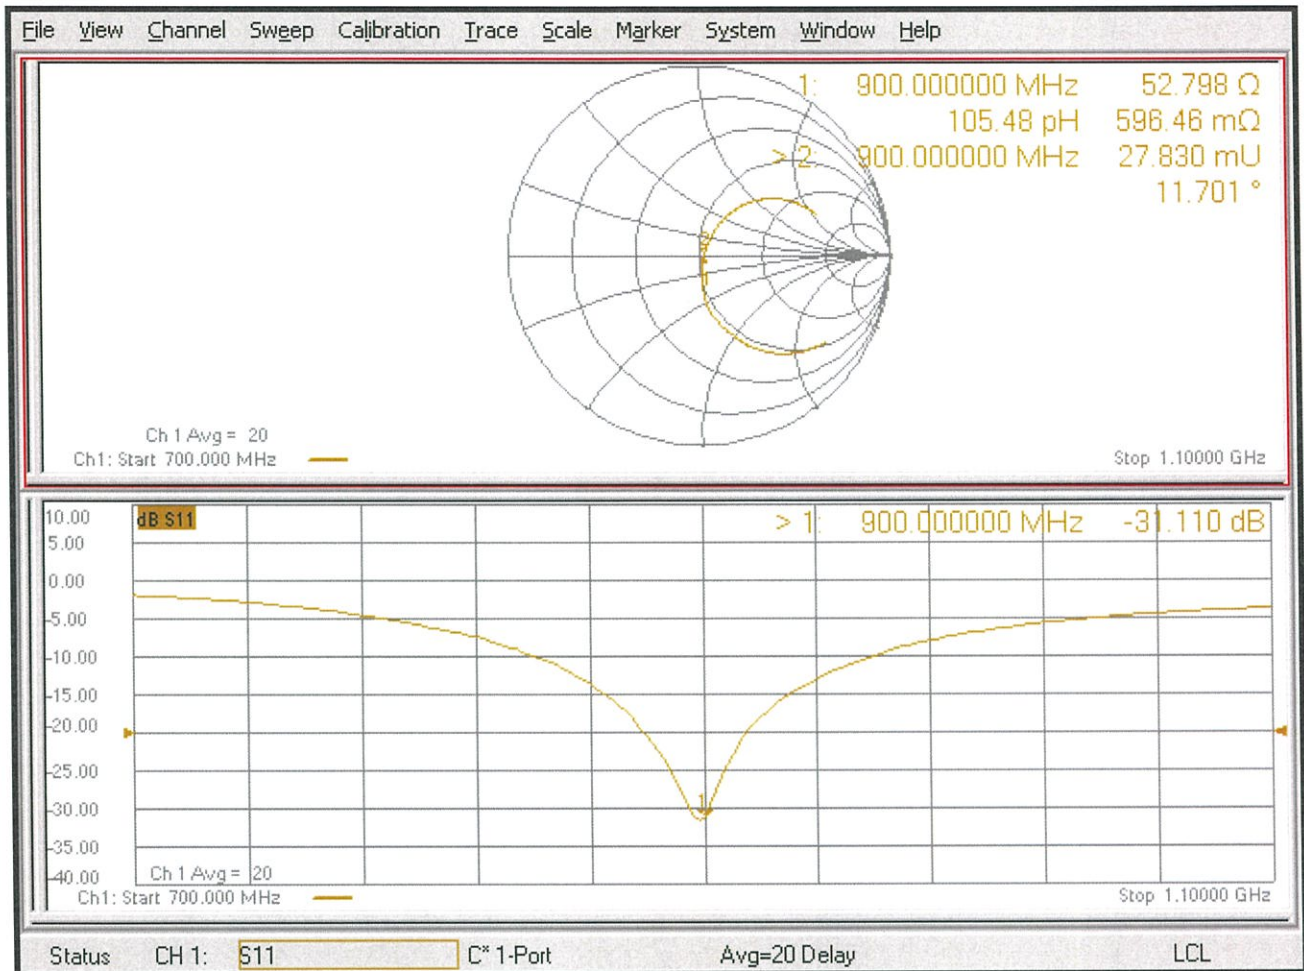 File View Channel Sweep Calibration Trace Scale Marker System Window Help
1: 900.000000 MHz 52.798 Ω
105.48 pH 596.46 mΩ
> 2: 900.000000 MHz 27.830 mU
11.701 °
Ch 1 Avg = 20
Ch1: Start 700.000 MHz Stop 1.10000 GHz
10.00 dB S11 > 1: 900.000000 MHz -31.110 dB
5.00
0.00
-5.00
-10.00
-15.00
-20.00
-25.00
-30.00 1
-35.00
-40.00 Ch 1 Avg = 20
Ch1: Start 700.000 MHz Stop 1.10000 GHz
Status CH 1: S11 C* 1-Port Avg=20 Delay LCL